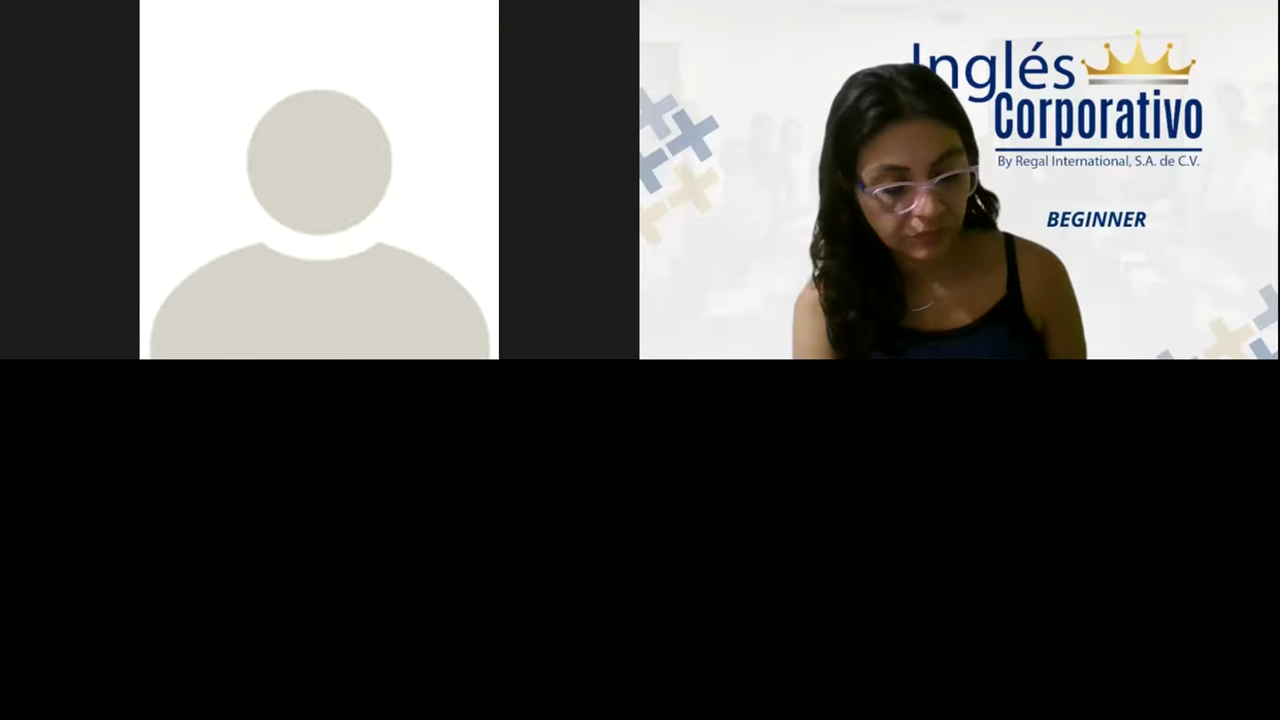 Inglés
Corporativo
By Regal International, S.A. de C.V.
BEGINNER